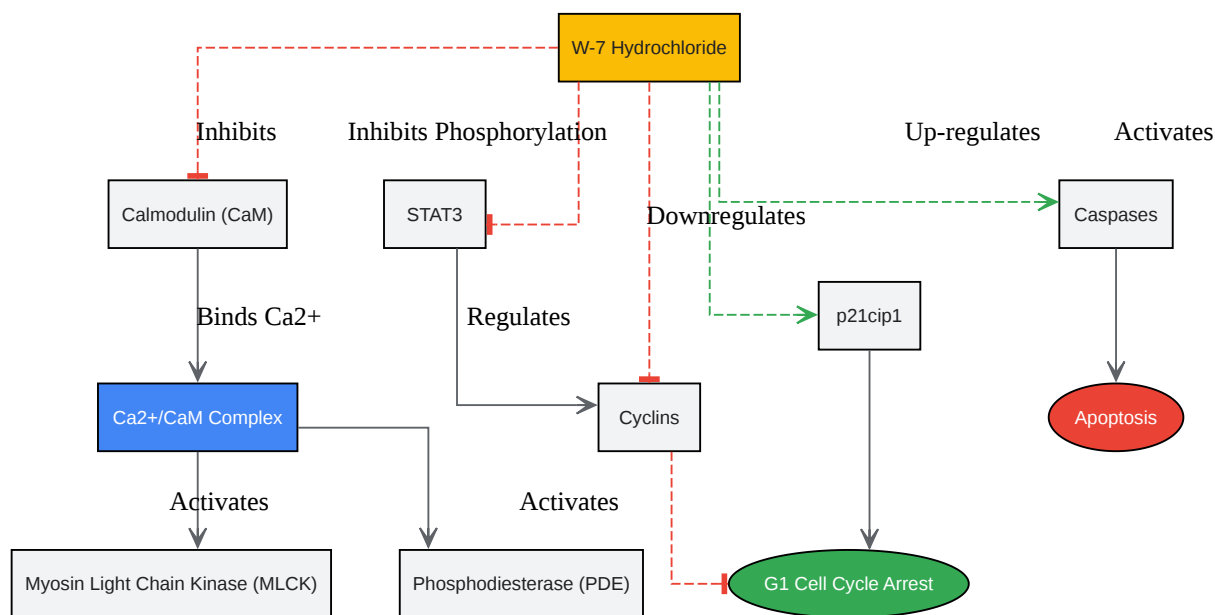 W-7 Hydrochloride
Inhibits
Inhibits Phosphorylation
Up-regulates
Activates
Calmodulin (CaM)
STAT3
Downregulates
Caspases
Binds Ca2+
Regulates
p21cip1
Ca2+/CaM Complex
Cyclins
Apoptosis
Activates
Activates
Myosin Light Chain Kinase (MLCK)
Phosphodiesterase (PDE)
G1 Cell Cycle Arrest